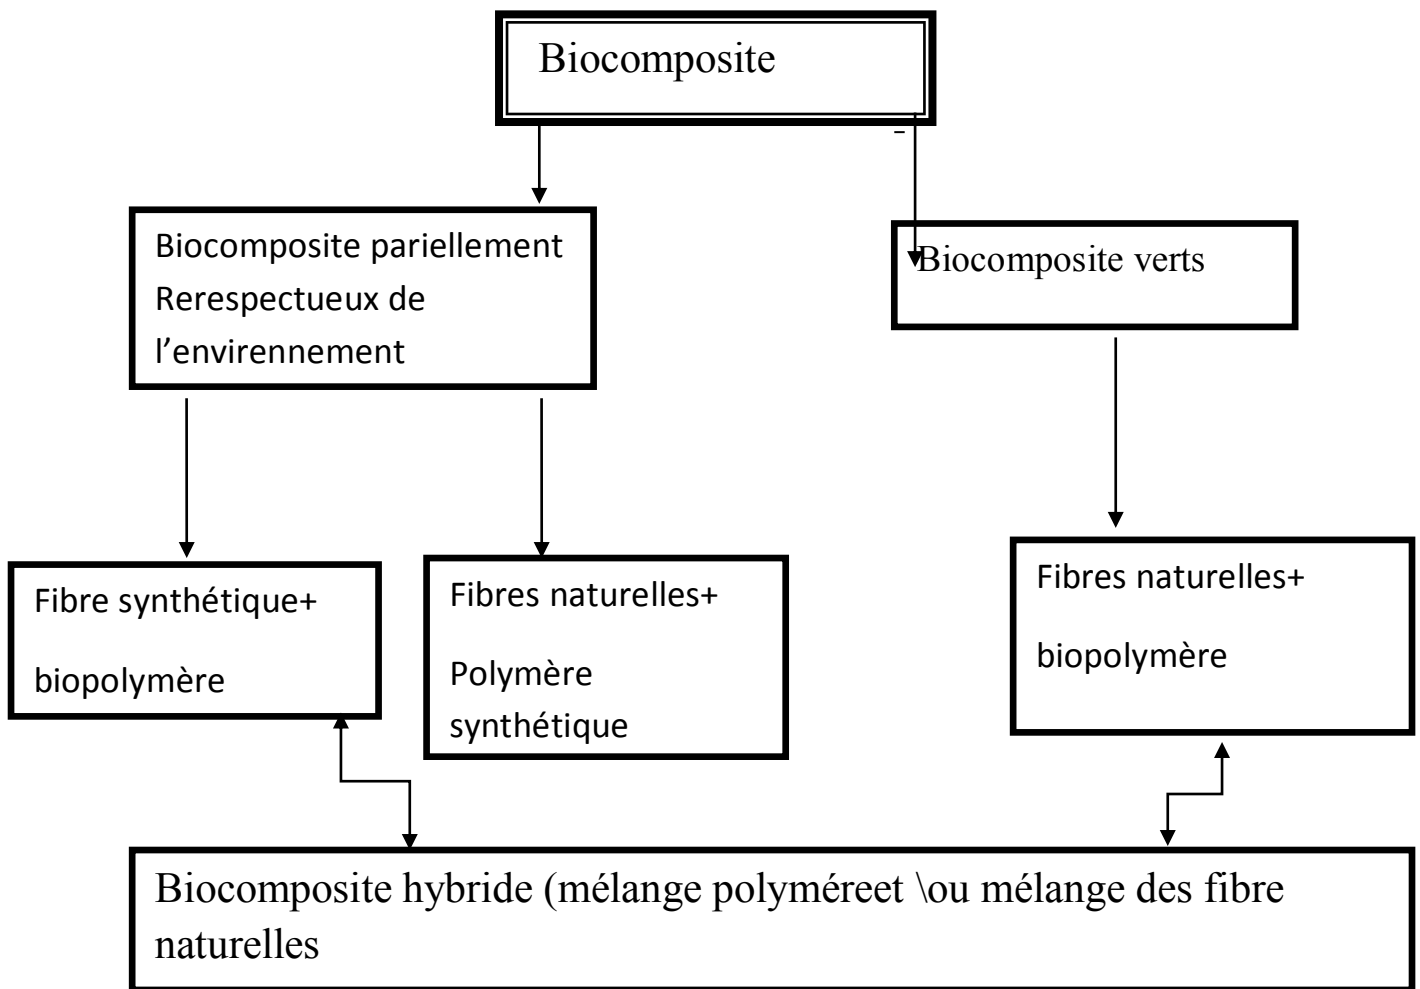 Biocomposite
Biocomposite pariellement
Rerespectueux de
l’envirennement
Biocomposite verts
Fibre synthétique+
biopolymère
Fibres naturelles+
Polymère
synthétique
Fibres naturelles+
biopolymère
Biocomposite hybride (mélange polyméreet \ou mélange des fibre
naturelles